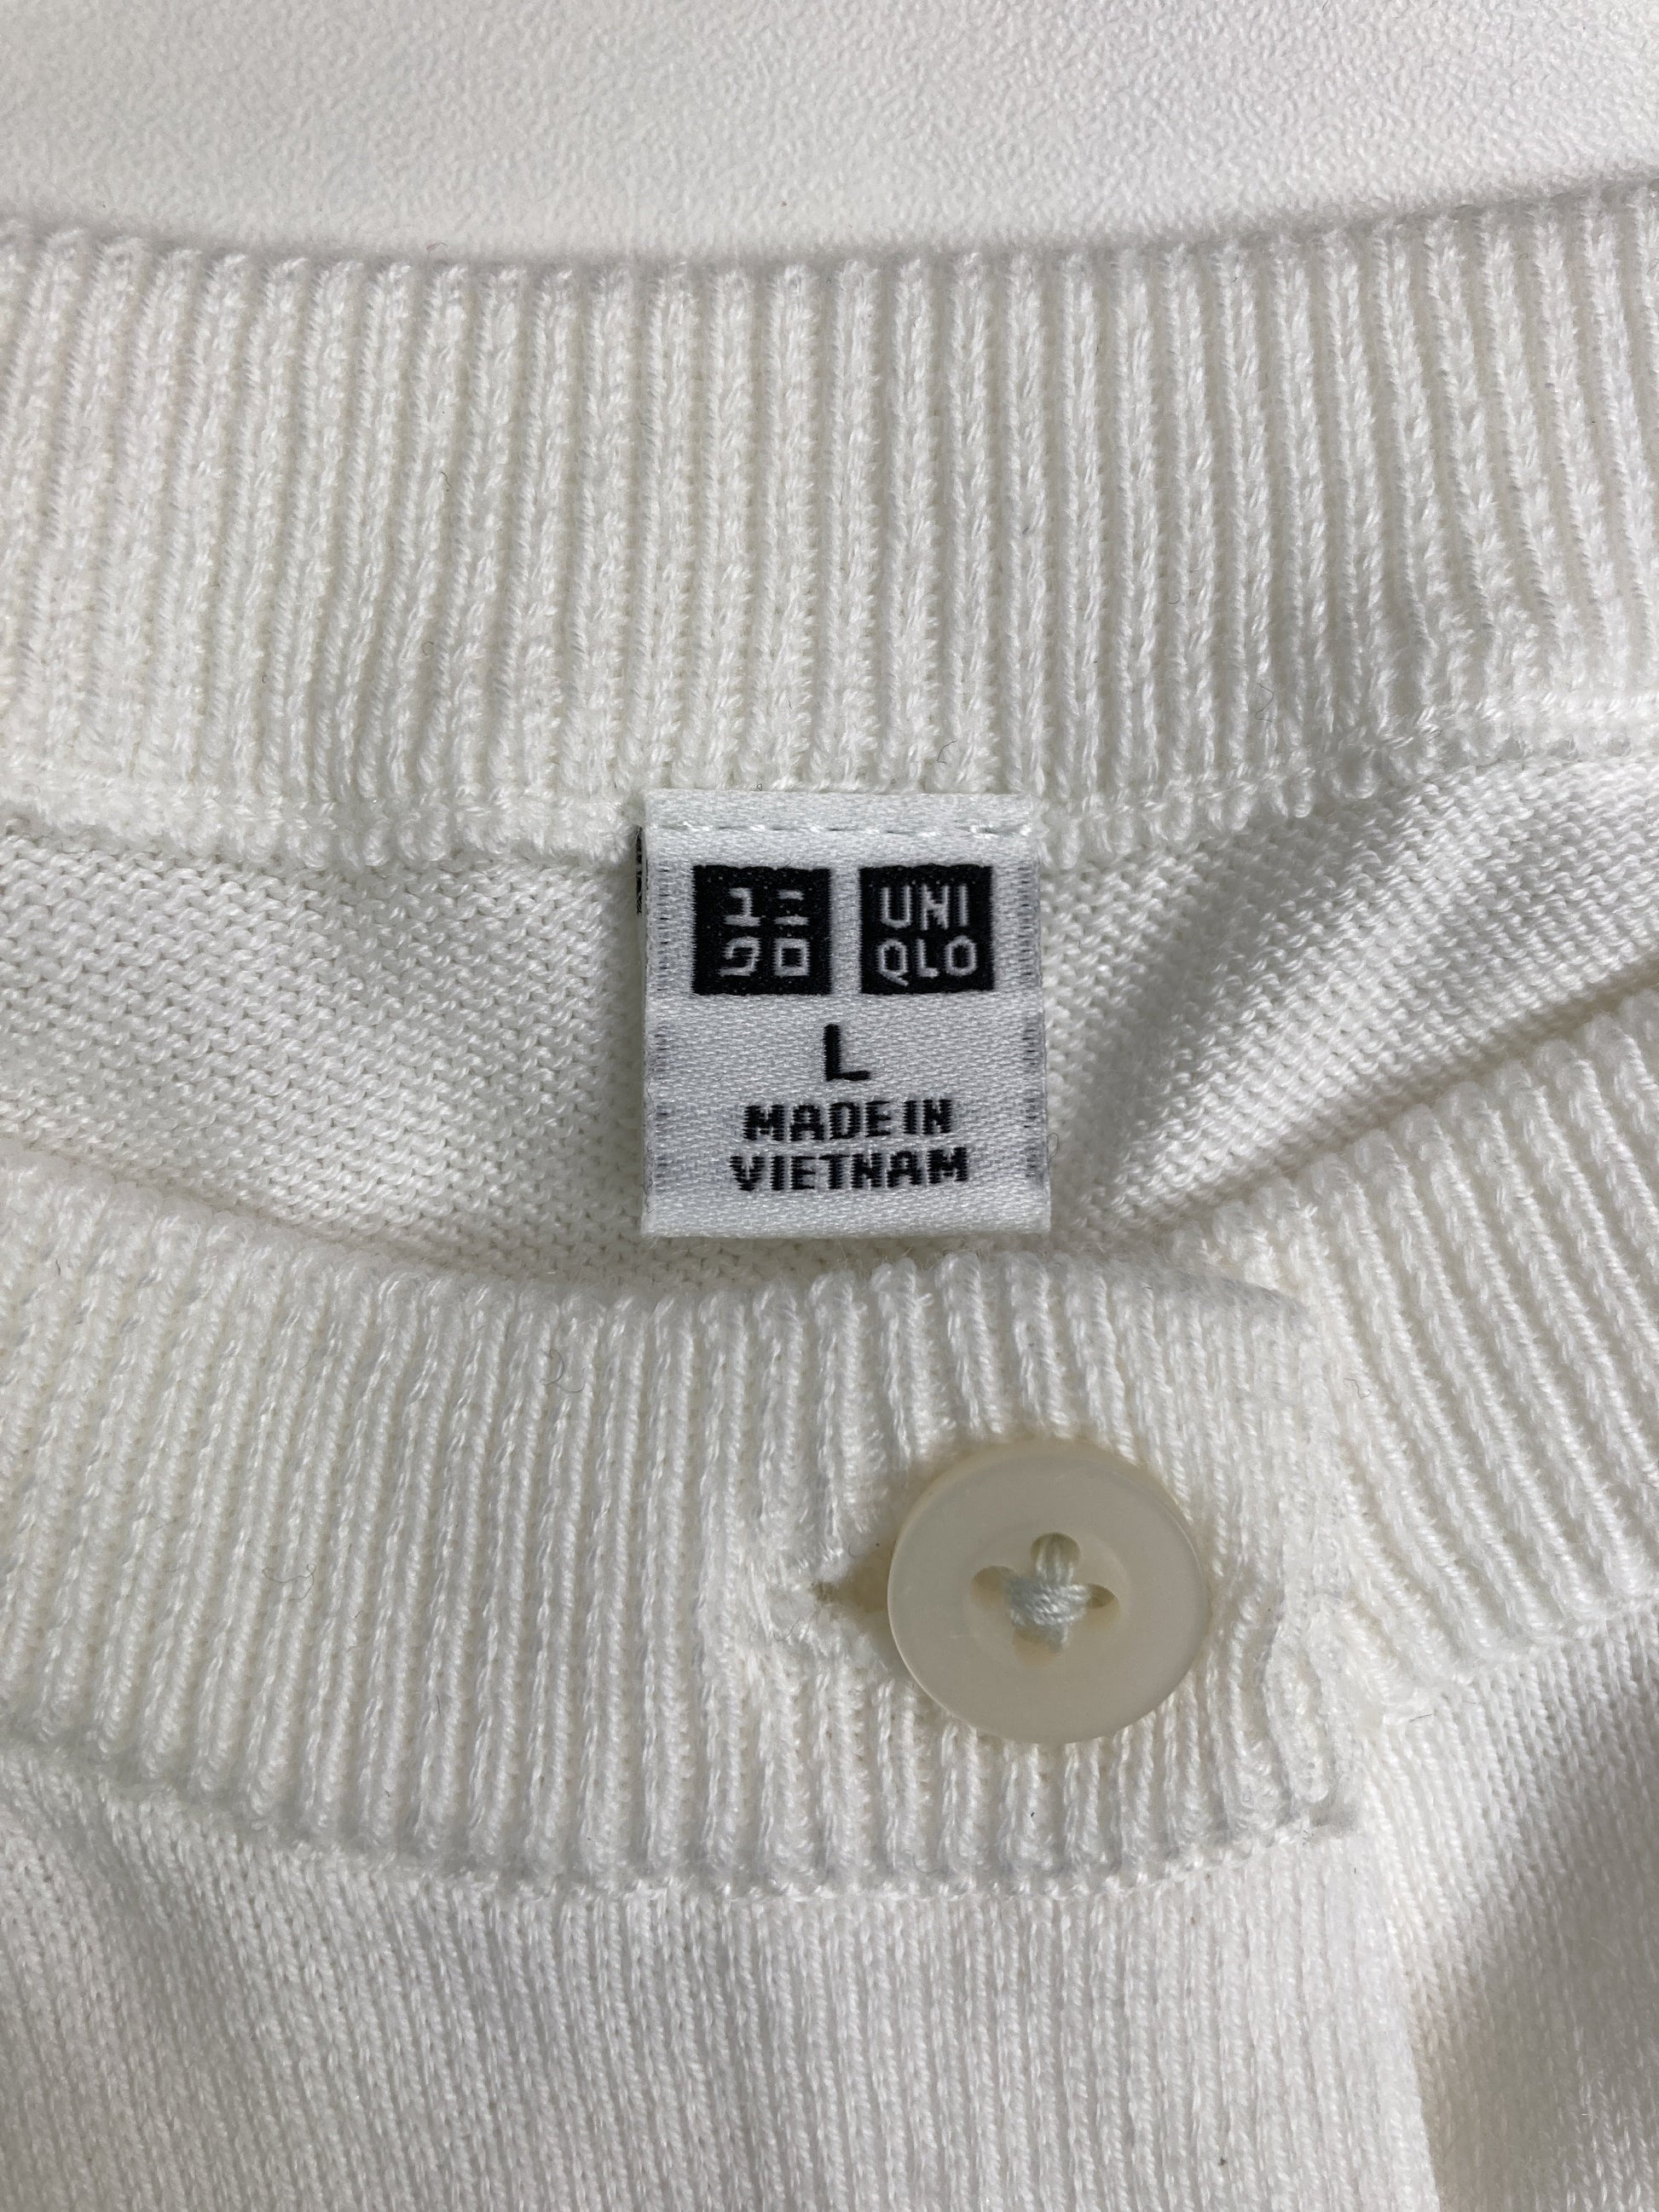 ユニ UNI
クロ QLO
L
MADE IN
VIETNAM